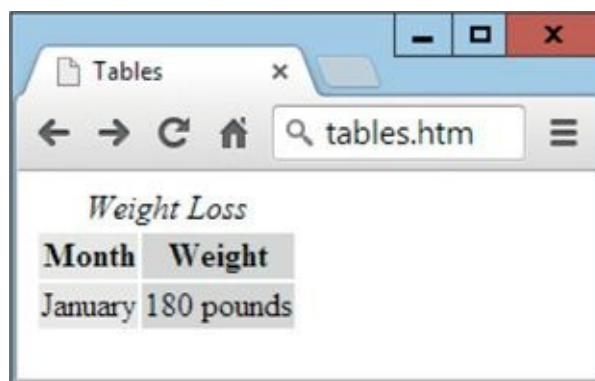 Tables
tables.htm
Weight Loss
Month Weight
January 180 pounds